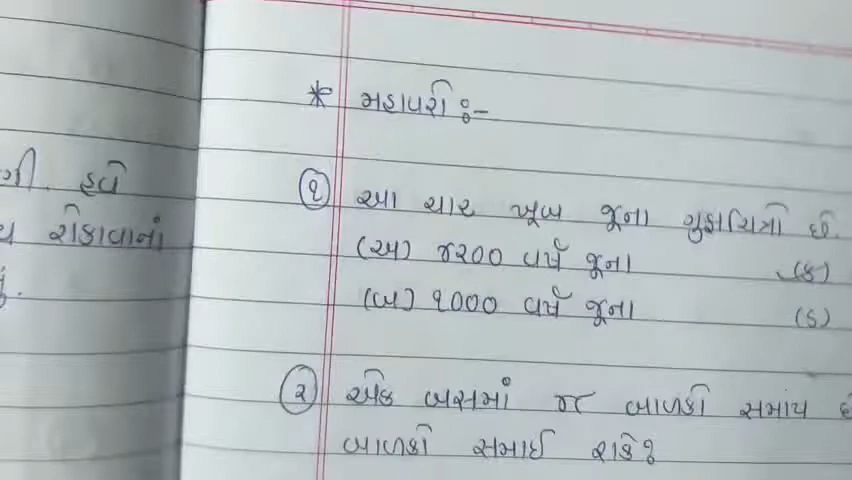 * મહાવરો :-
ગી. હવે
૧ આ ચાર ખૂબ જૂના ગુફાચિત્રો છે.
રોકાવાનાં
(અ) ૪૨૦૦ વર્ષ જૂના (ક)
(બ) ૧૦૦૦ વર્ષ જૂના (ડ)
૨ એક બસમાં ૪૮ બાળકો સમાય છે
બાળકો સમાઈ શકે?